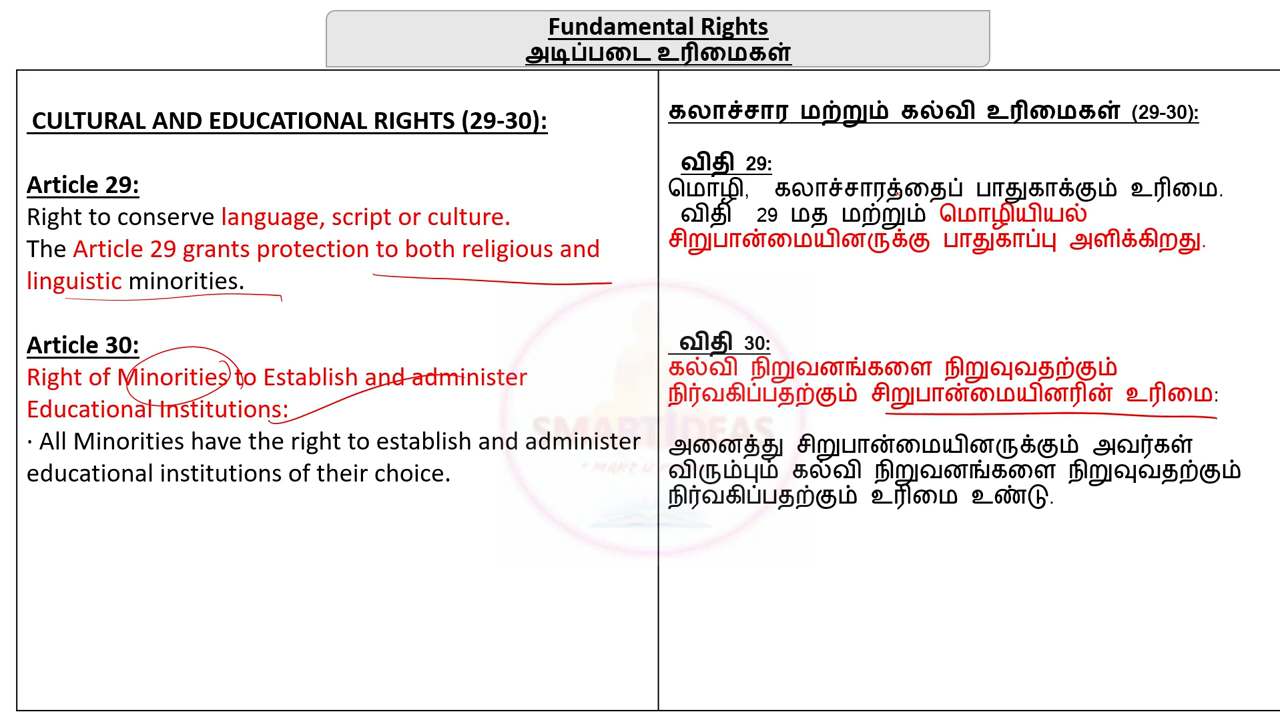 Fundamental Rights
அடிப்படை உரிமைகள்
CULTURAL AND EDUCATIONAL RIGHTS (29-30):
Article 29:
Right to conserve language, script or culture.
The Article 29 grants protection to both religious and
linguistic minorities.
Article 30:
Right of Minorities to Establish and administer
Educational Institutions:
· All Minorities have the right to establish and administer
educational institutions of their choice.
கலாச்சார மற்றும் கல்வி உரிமைகள் (29-30):
விதி 29:
மொழி, கலாச்சாரத்தைப் பாதுகாக்கும் உரிமை.
விதி 29 மத மற்றும் மொழியியல்
சிறுபான்மையினருக்கு பாதுகாப்பு அளிக்கிறது.
விதி 30:
கல்வி நிறுவனங்களை நிறுவுவதற்கும்
நிர்வகிப்பதற்கும் சிறுபான்மையினரின் உரிமை:
அனைத்து சிறுபான்மையினருக்கும் அவர்கள்
விரும்பும் கல்வி நிறுவனங்களை நிறுவுவதற்கும்
நிர்வகிப்பதற்கும் உரிமை உண்டு.
SMART IDEAS